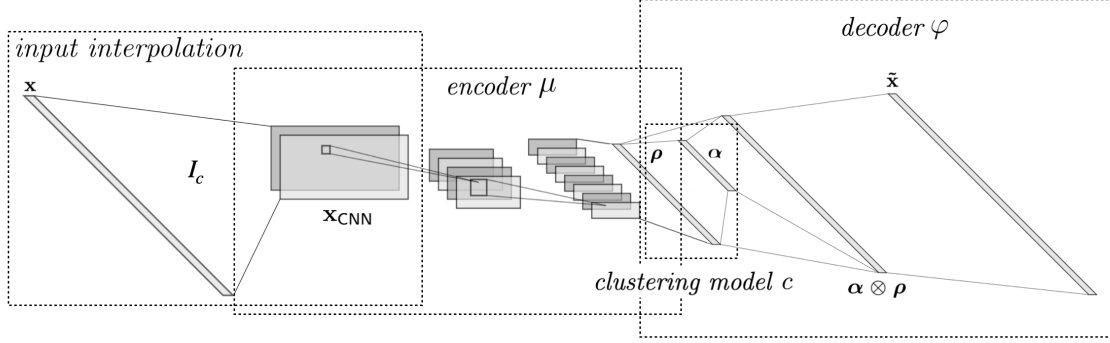 input interpolation
decoder φ
encoder μ
x
x̃
I_c
ρ
α
x_CNN
clustering model c
α ⊗ ρ